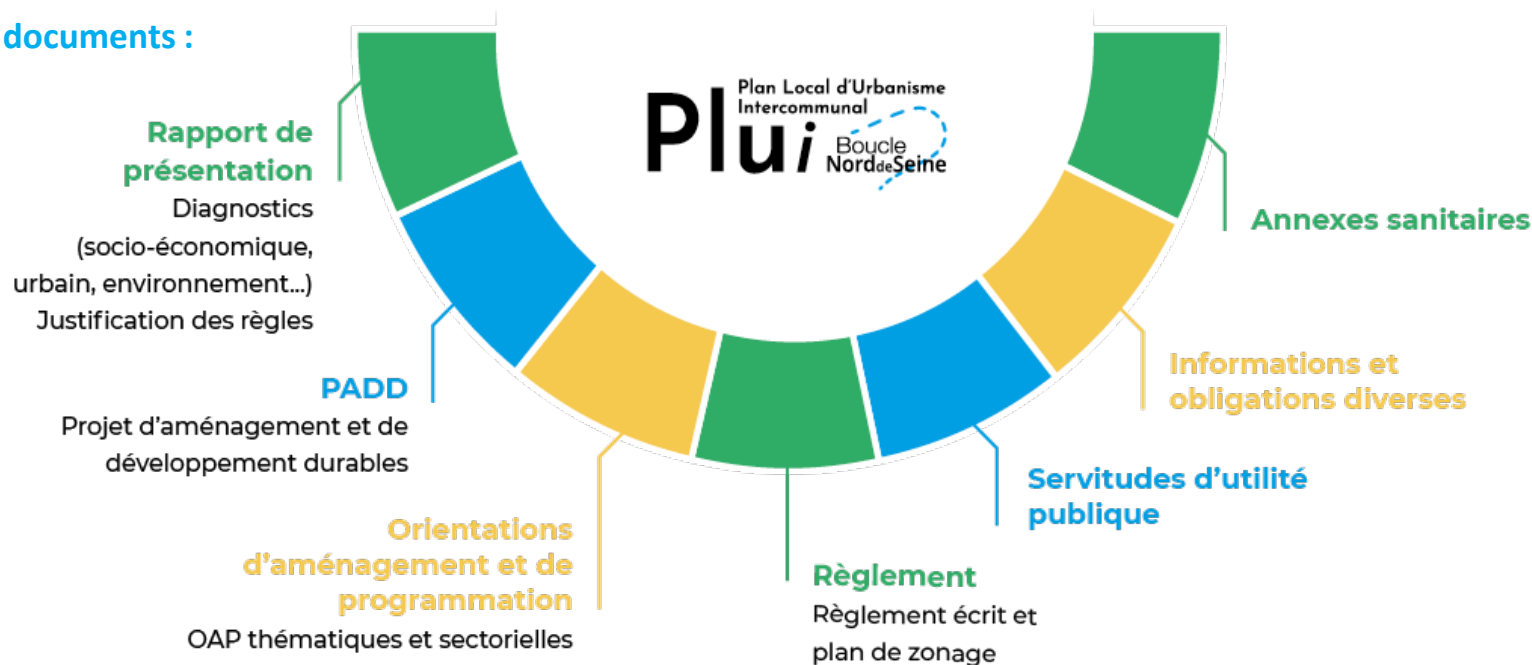 documents :
Plan Local d'Urbanisme
Intercommunal
Plui
Boucle
Nord de Seine
Rapport de
présentation
Diagnostics
(socio-économique,
urbain, environnement...)
Justification des règles
PADD
Projet d'aménagement et de
développement durables
Orientations
d'aménagement et de
programmation
OAP thématiques et sectorielles
Règlement
Règlement écrit et
plan de zonage
Servitudes d'utilité
publique
Informations et
obligations diverses
Annexes sanitaires